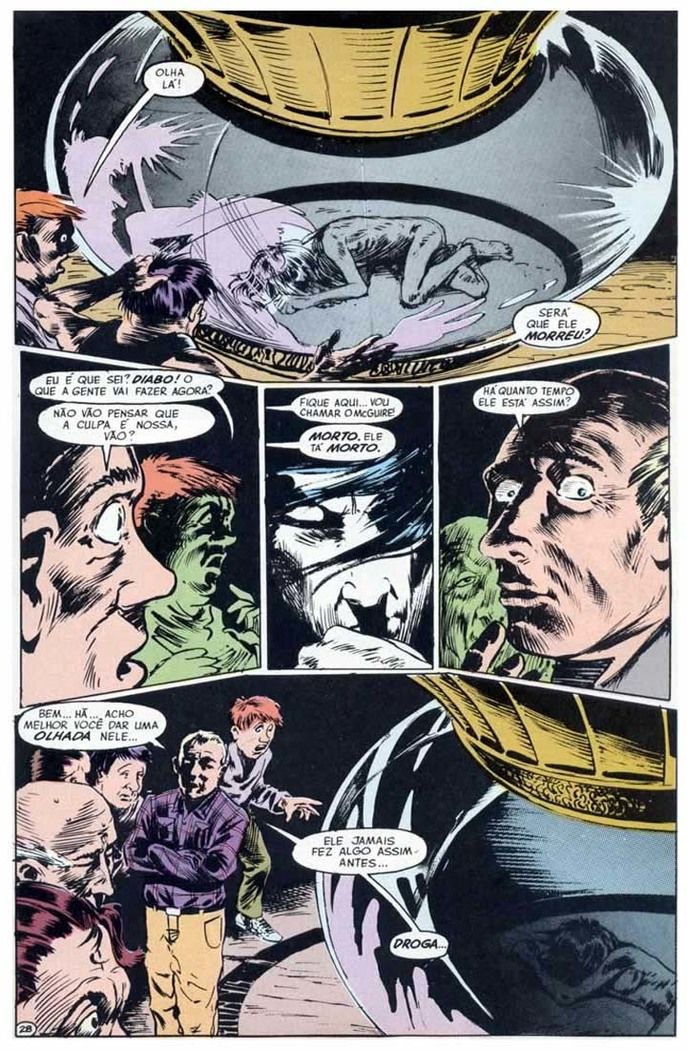 OLHA
LÁ!
SERÁ
QUE ELE
MORREU?
EU É QUE SEI? DIABO! O
QUE A GENTE VAI FAZER AGORA?
NÃO VÃO PENSAR QUE
A CULPA É NOSSA,
VÃO?
FIQUE AQUI... VOU
CHAMAR O McGUIRE!
MORTO. ELE
TÁ MORTO.
HÁ QUANTO TEMPO
ELE ESTÁ ASSIM?
BEM... HÃ... ACHO
MELHOR VOCÊ DAR UMA
OLHADA NELE...
ELE JAMAIS
FEZ ALGO ASSIM
ANTES...
DROGA...
28